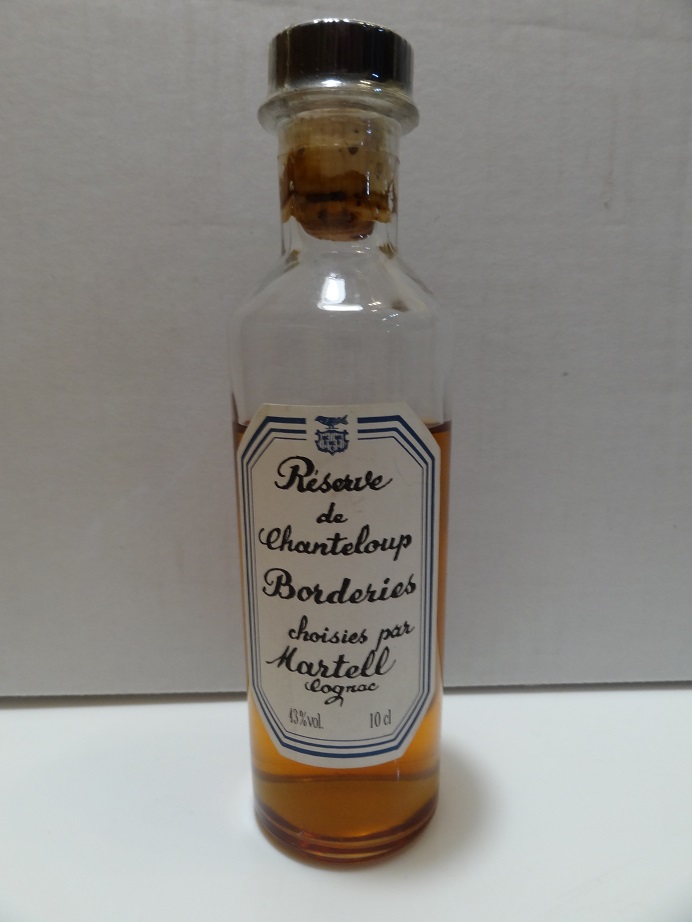 Réserve
de
Chanteloup
Borderies
choisies par
Martell
Cognac
43%vol. 10 cl